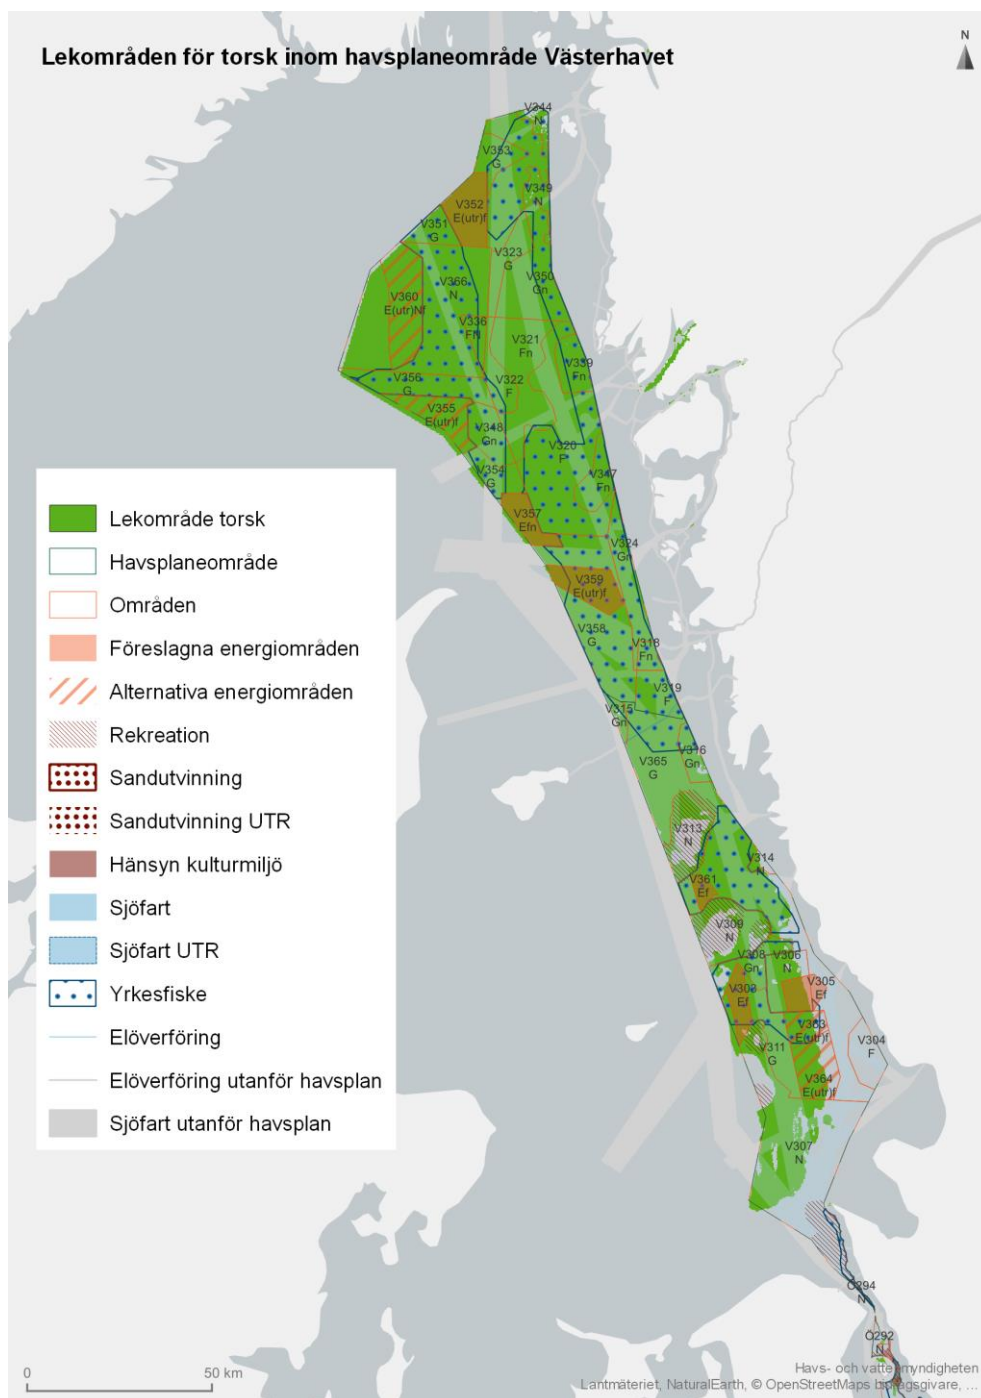 Lekområden för torsk inom havsplaneområde Västerhavet
N
V344
N
V353
G
V349
N
V352
E(utr)f
V351
G
V323
G
V350
Gn
V366
N
V360
E(utr)Nf
V336
FN
V321
Fn
V339
Fn
V356
G
V322
F
V355
E(utr)f
V348
Gn
V320
F
V354
G
V347
Fn
V357
Efn
V324
Gn
V359
E(utr)f
V358
G
V318
Fn
V319
F
V315
Gn
V316
Gn
V365
G
V313
N
V314
N
V361
Ef
V309
N
V308
Gn
V306
N
V303
Ef
V305
Ef
V363
E(utr)f
V311
G
V304
F
V364
E(utr)f
V307
N
Ö294
N
Ö292
N
Lekområde torsk
Havsplaneområde
Områden
Föreslagna energiområden
Alternativa energiområden
Rekreation
Sandutvinning
Sandutvinning UTR
Hänsyn kulturmiljö
Sjöfart
Sjöfart UTR
Yrkesfiske
Elöverföring
Elöverföring utanför havsplan
Sjöfart utanför havsplan
0 50 km
Havs- och vattenmyndigheten
Lantmäteriet, NaturalEarth, © OpenStreetMaps bidragsgivare, ...